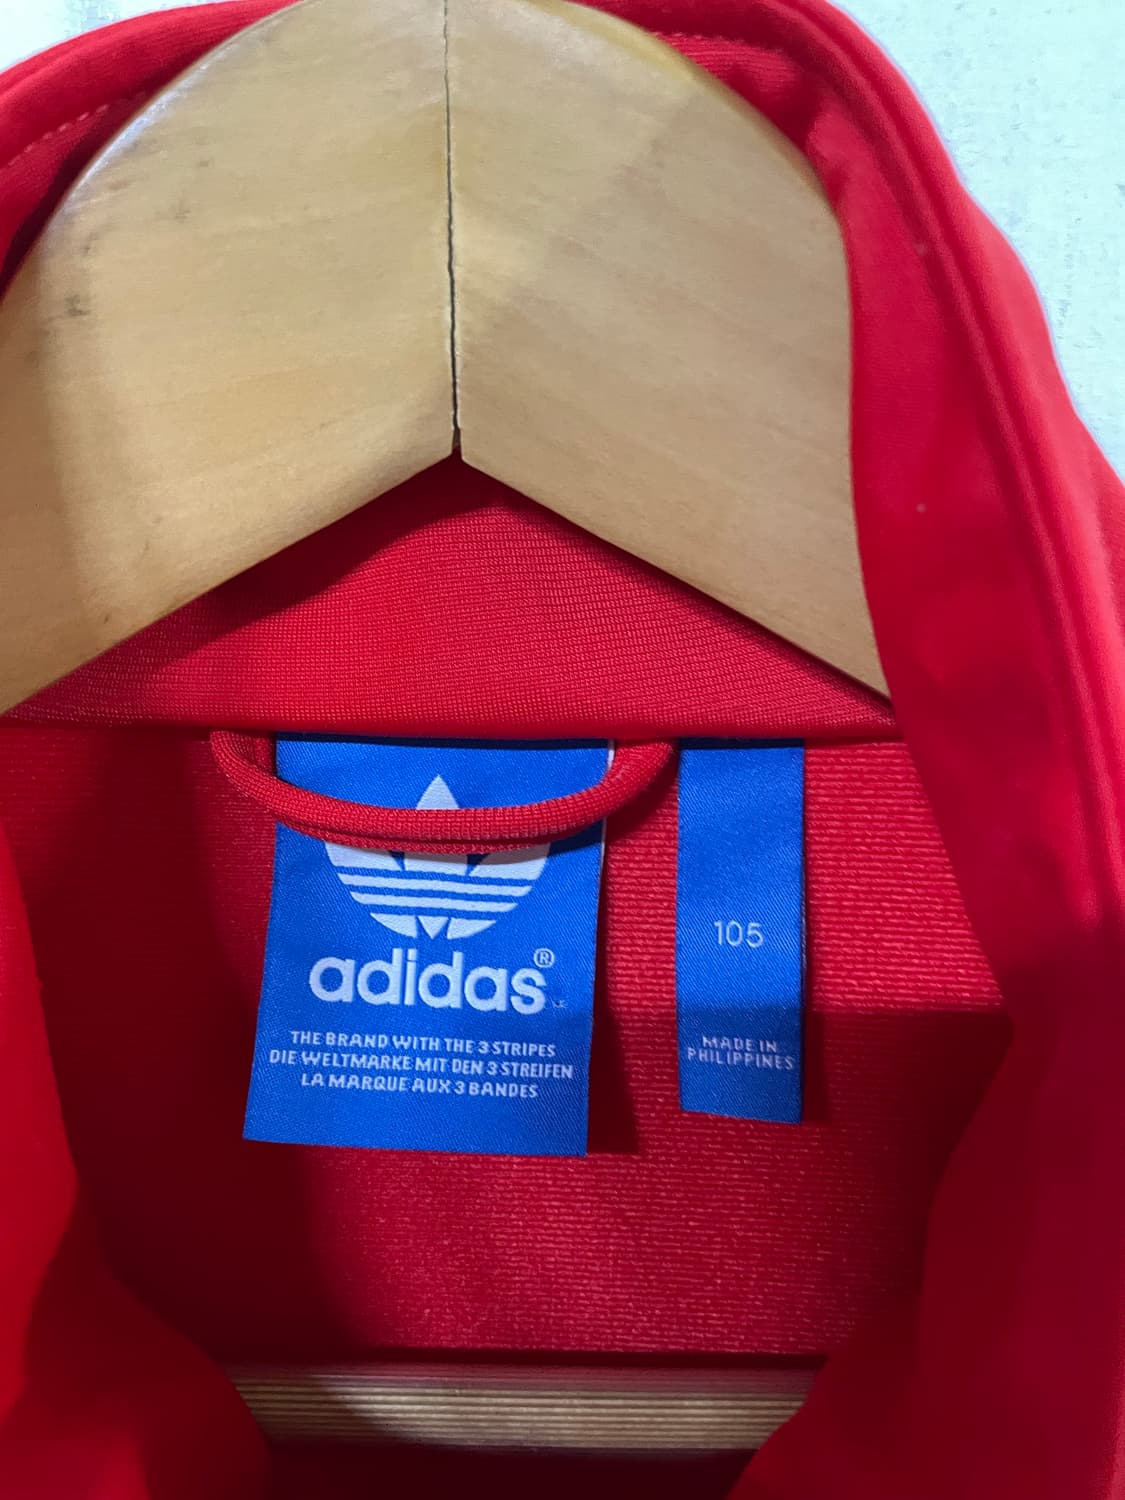 adidas®
THE BRAND WITH THE 3 STRIPES
DIE WELTMARKE MIT DEN 3 STREIFEN
LA MARQUE AUX 3 BANDES
105
MADE IN
PHILIPPINES